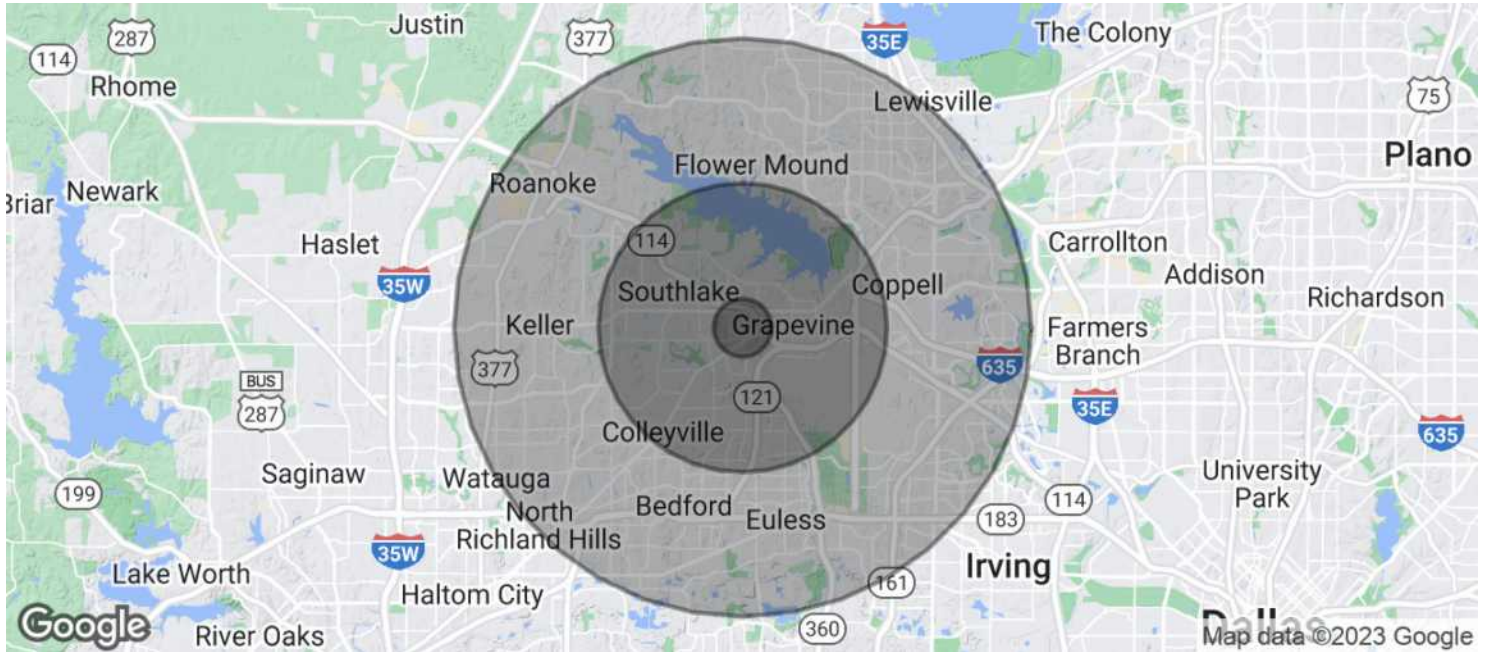 Justin
287
377
35E
The Colony
114
Rhome
Lewisville
75
Flower Mound
Plano
Roanoke
Briar
Newark
Haslet
114
Carrollton
Addison
35W
Southlake
Coppell
Richardson
Keller
Grapevine
Farmers
Branch
377
635
BUS
287
121
35E
Colleyville
635
Saginaw
Watauga
University
Park
199
North
Richland Hills
Bedford
Euless
183
114
35W
Irving
Lake Worth
Haltom City
161
Google
River Oaks
360
Dallas
Map data ©2023 Google